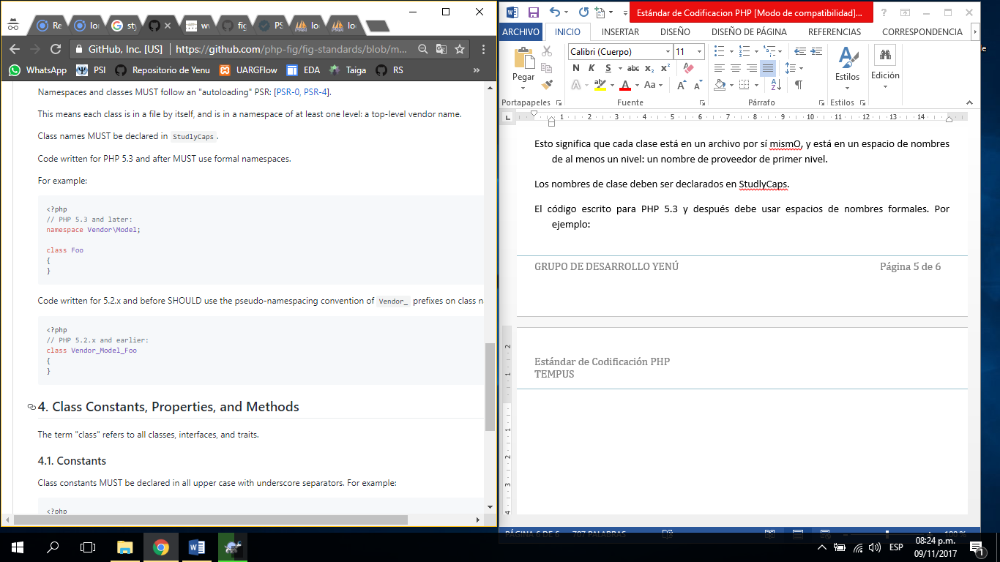 Re
lo
sty
w
fig
PS
lo
lo
GitHub, Inc. [US]
https://github.com/php-fig/fig-standards/blob/m...
WhatsApp
PSI
Repositorio de Yenu
UARGFlow
EDA
Taiga
RS
»
Namespaces and classes MUST follow an "autoloading" PSR: [PSR-0, PSR-4].
This means each class is in a file by itself, and is in a namespace of at least one level: a top-level vendor name.
Class names MUST be declared in StudlyCaps.
Code written for PHP 5.3 and after MUST use formal namespaces.
For example:
<?php
// PHP 5.3 and later:
namespace Vendor\Model;
class Foo
{
}
Code written for 5.2.x and before SHOULD use the pseudo-namespacing convention of Vendor_ prefixes on class n
<?php
// PHP 5.2.x and earlier:
class Vendor_Model_Foo
{
}
4. Class Constants, Properties, and Methods
The term "class" refers to all classes, interfaces, and traits.
4.1. Constants
Class constants MUST be declared in all upper case with underscore separators. For example:
<?php
Estándar de Codificacion PHP [Modo de compatibilidad]...
ARCHIVO
INICIO
INSERTAR
DISEÑO
DISEÑO DE PÁGINA
REFERENCIAS
CORRESPONDENCIA
Pegar
Calibri (Cuerpo)
11
N K S abc x₂ x²
A ab A Aa A A
Estilos
Edición
Portapapeles
Fuente
Párrafo
Estilos
1 2 3 4 5 6 7 8 9 10 11 12 13 14
Esto significa que cada clase está en un archivo por sí mismO, y está en un espacio de nombres
de al menos un nivel: un nombre de proveedor de primer nivel.
Los nombres de clase deben ser declarados en StudlyCaps.
El código escrito para PHP 5.3 y después debe usar espacios de nombres formales. Por
ejemplo:
GRUPO DE DESARROLLO YENÚ
Página 5 de 6
Estándar de Codificación PHP
TEMPUS
2
1
1
2
3
4
PÁGINA 6 DE 6
707 PALABRAS
100 %
de
ESP
08:24 p.m.
09/11/2017
1